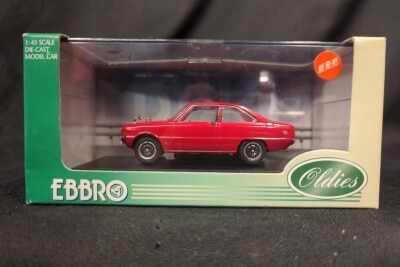 1:43 SCALE
DIE-CAST
MODEL CAR
新発売
EBBRO
Oldies